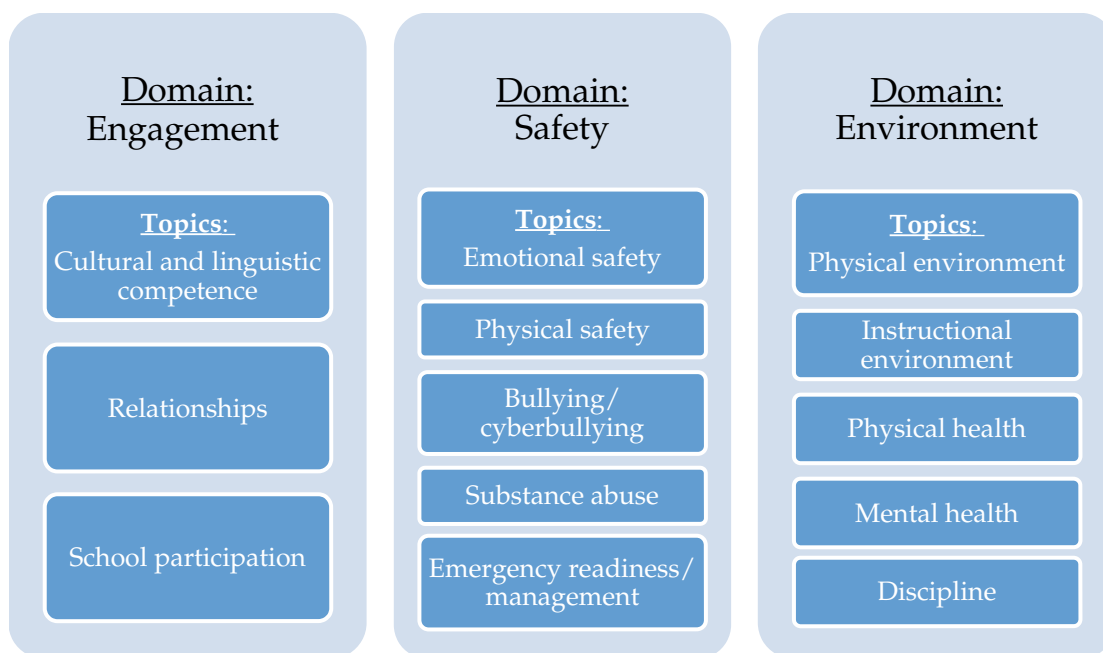 Domain:
Engagement
Topics:
Cultural and linguistic
competence
Relationships
School participation
Domain:
Safety
Topics:
Emotional safety
Physical safety
Bullying/
cyberbullying
Substance abuse
Emergency readiness/
management
Domain:
Environment
Topics:
Physical environment
Instructional
environment
Physical health
Mental health
Discipline